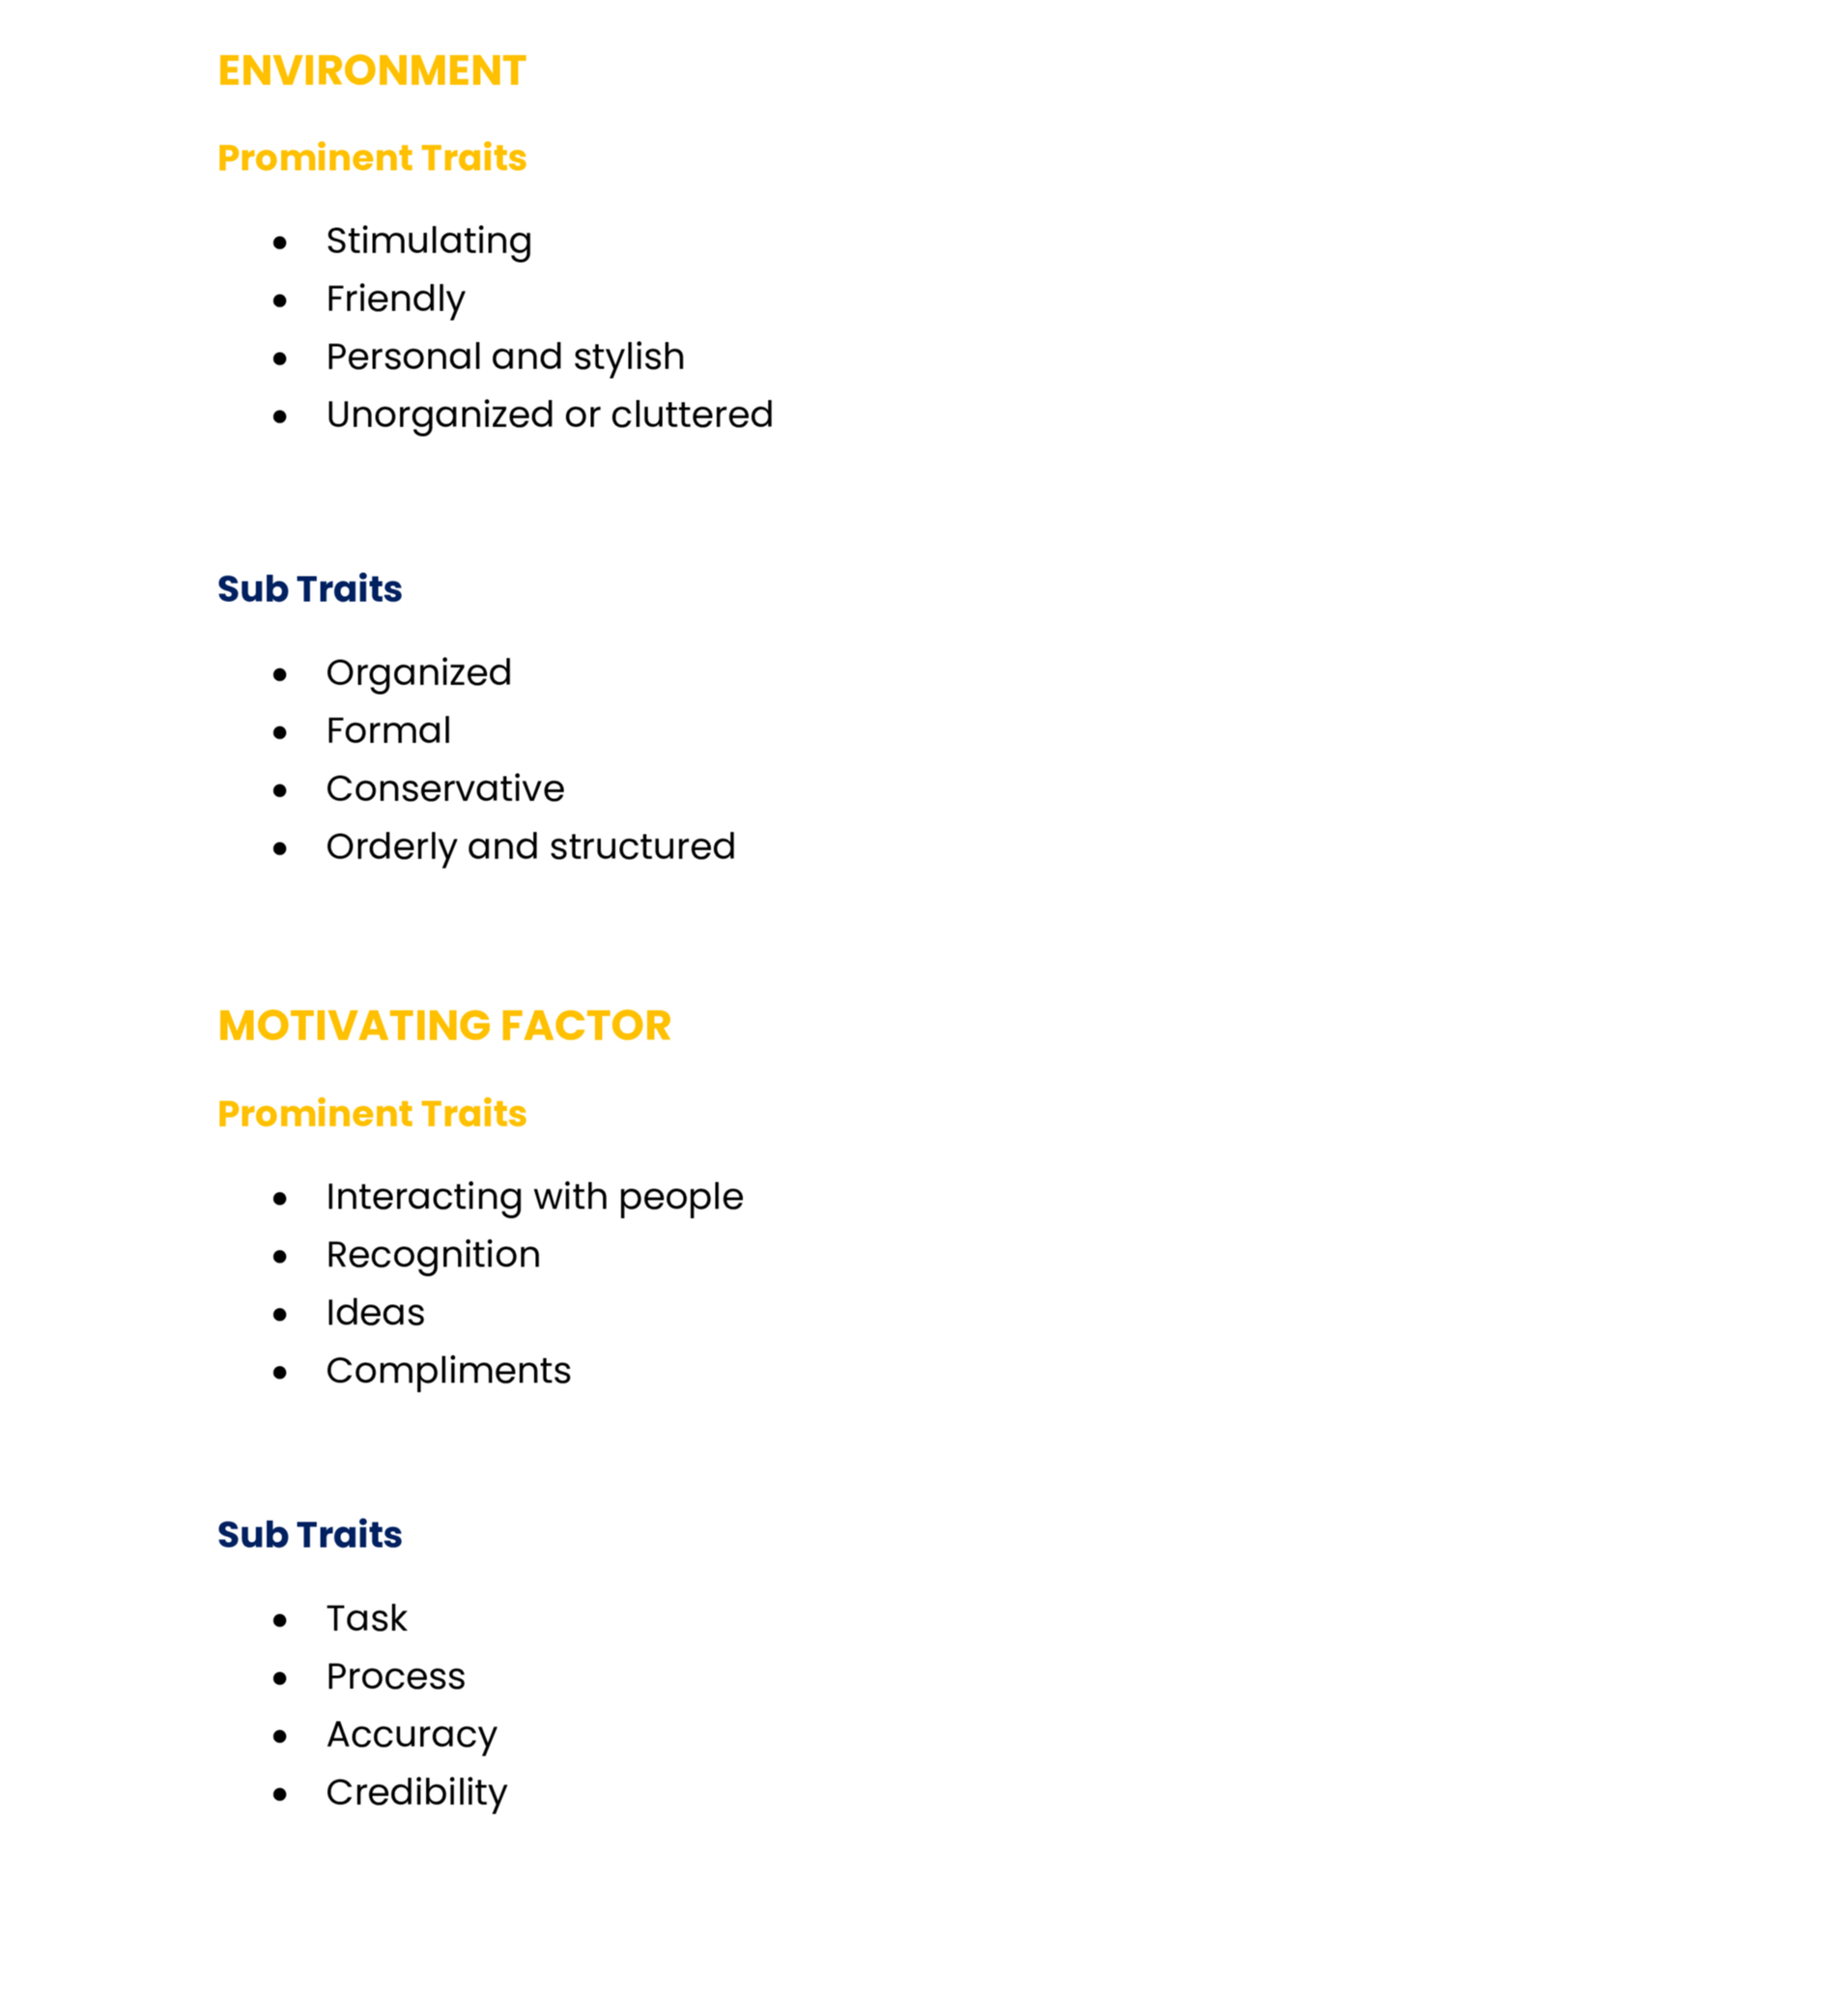 ENVIRONMENT
Prominent Traits
● Stimulating
● Friendly
● Personal and stylish
● Unorganized or cluttered
Sub Traits
● Organized
● Formal
● Conservative
● Orderly and structured
MOTIVATING FACTOR
Prominent Traits
● Interacting with people
● Recognition
● Ideas
● Compliments
Sub Traits
● Task
● Process
● Accuracy
● Credibility